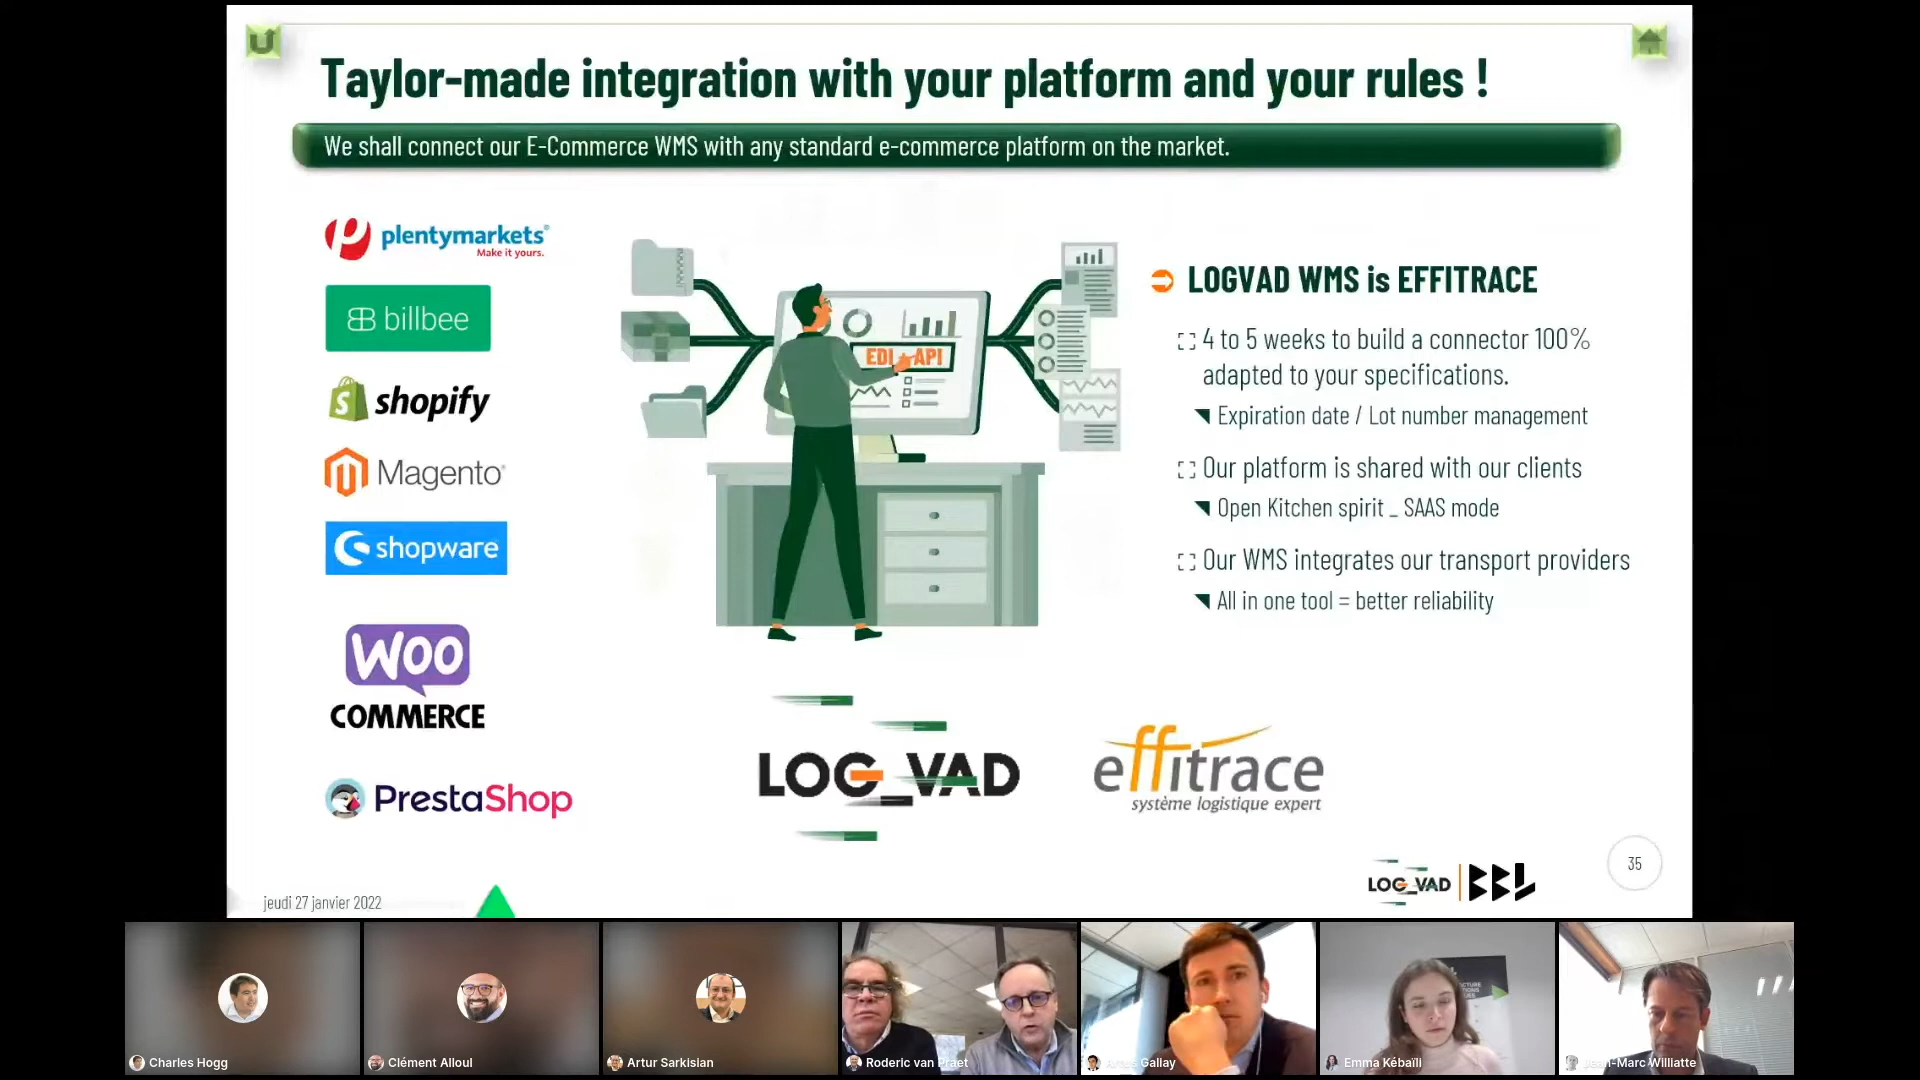 Taylor-made integration with your platform and your rules !
We shall connect our E-Commerce WMS with any standard e-commerce platform on the market.
plentymarkets
Make it yours.
billbee
shopify
Magento
shopware
WOO
COMMERCE
PrestaShop
EDI + API
LOGVAD WMS is EFFITRACE
4 to 5 weeks to build a connector 100%
adapted to your specifications.
Expiration date / Lot number management
Our platform is shared with our clients
Open Kitchen spirit _ SAAS mode
Our WMS integrates our transport providers
All in one tool = better reliability
LOG_VAD
effitrace
système logistique expert
LOG_VAD BBL
35
jeudi 27 janvier 2022
Charles Hogg
Clément Alloul
Artur Sarkisian
Roderic van Praet
Gallay
Emma Kébaïli
Jean-Marc Williatte